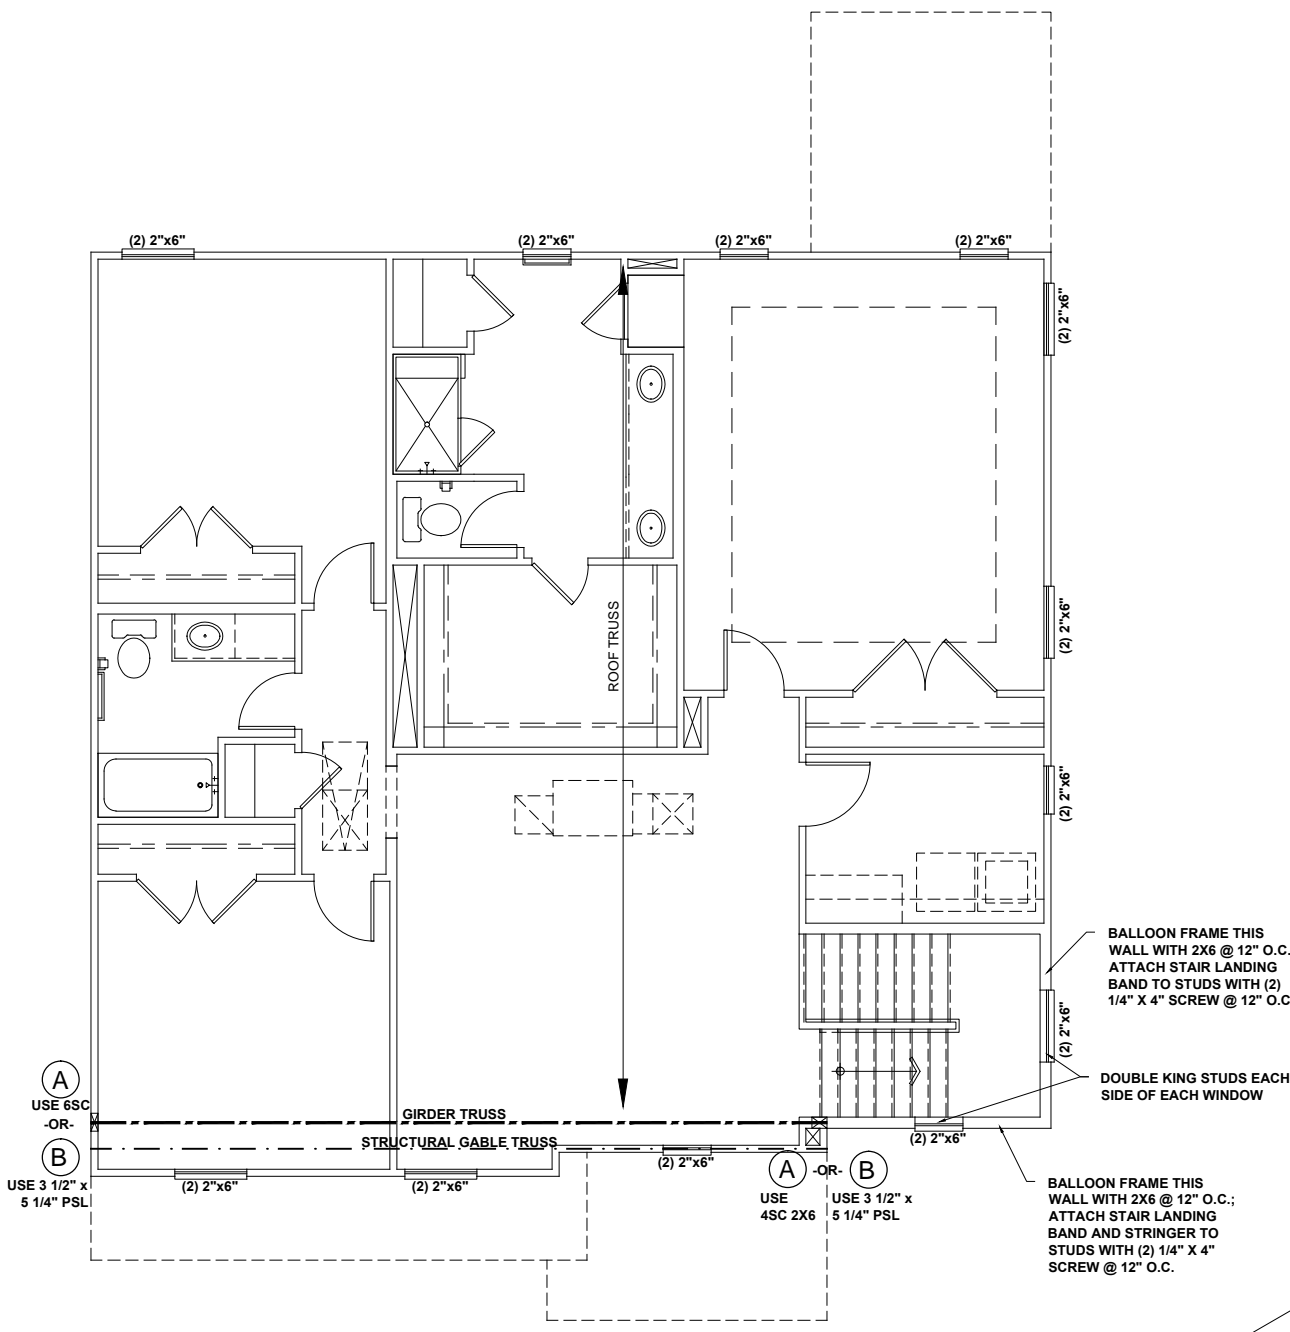 (2) 2"x6"
(2) 2"x6"
(2) 2"x6"
(2) 2"x6"
(2) 2"x6"
ROOF TRUSS
(2) 2"x6"
(2) 2"x6"
BALLOON FRAME THIS
WALL WITH 2X6 @ 12" O.C.
ATTACH STAIR LANDING
BAND TO STUDS WITH (2)
1/4" X 4" SCREW @ 12" O.C
(2) 2"x6"
DOUBLE KING STUDS EACH
SIDE OF EACH WINDOW
A
USE 6SC
-OR-
B
USE 3 1/2" x
5 1/4" PSL
GIRDER TRUSS
STRUCTURAL GABLE TRUSS
(2) 2"x6"
(2) 2"x6"
(2) 2"x6"
(2) 2"x6"
A -OR- B
USE
4SC 2X6
USE 3 1/2" x
5 1/4" PSL
BALLOON FRAME THIS
WALL WITH 2X6 @ 12" O.C.;
ATTACH STAIR LANDING
BAND AND STRINGER TO
STUDS WITH (2) 1/4" X 4"
SCREW @ 12" O.C.